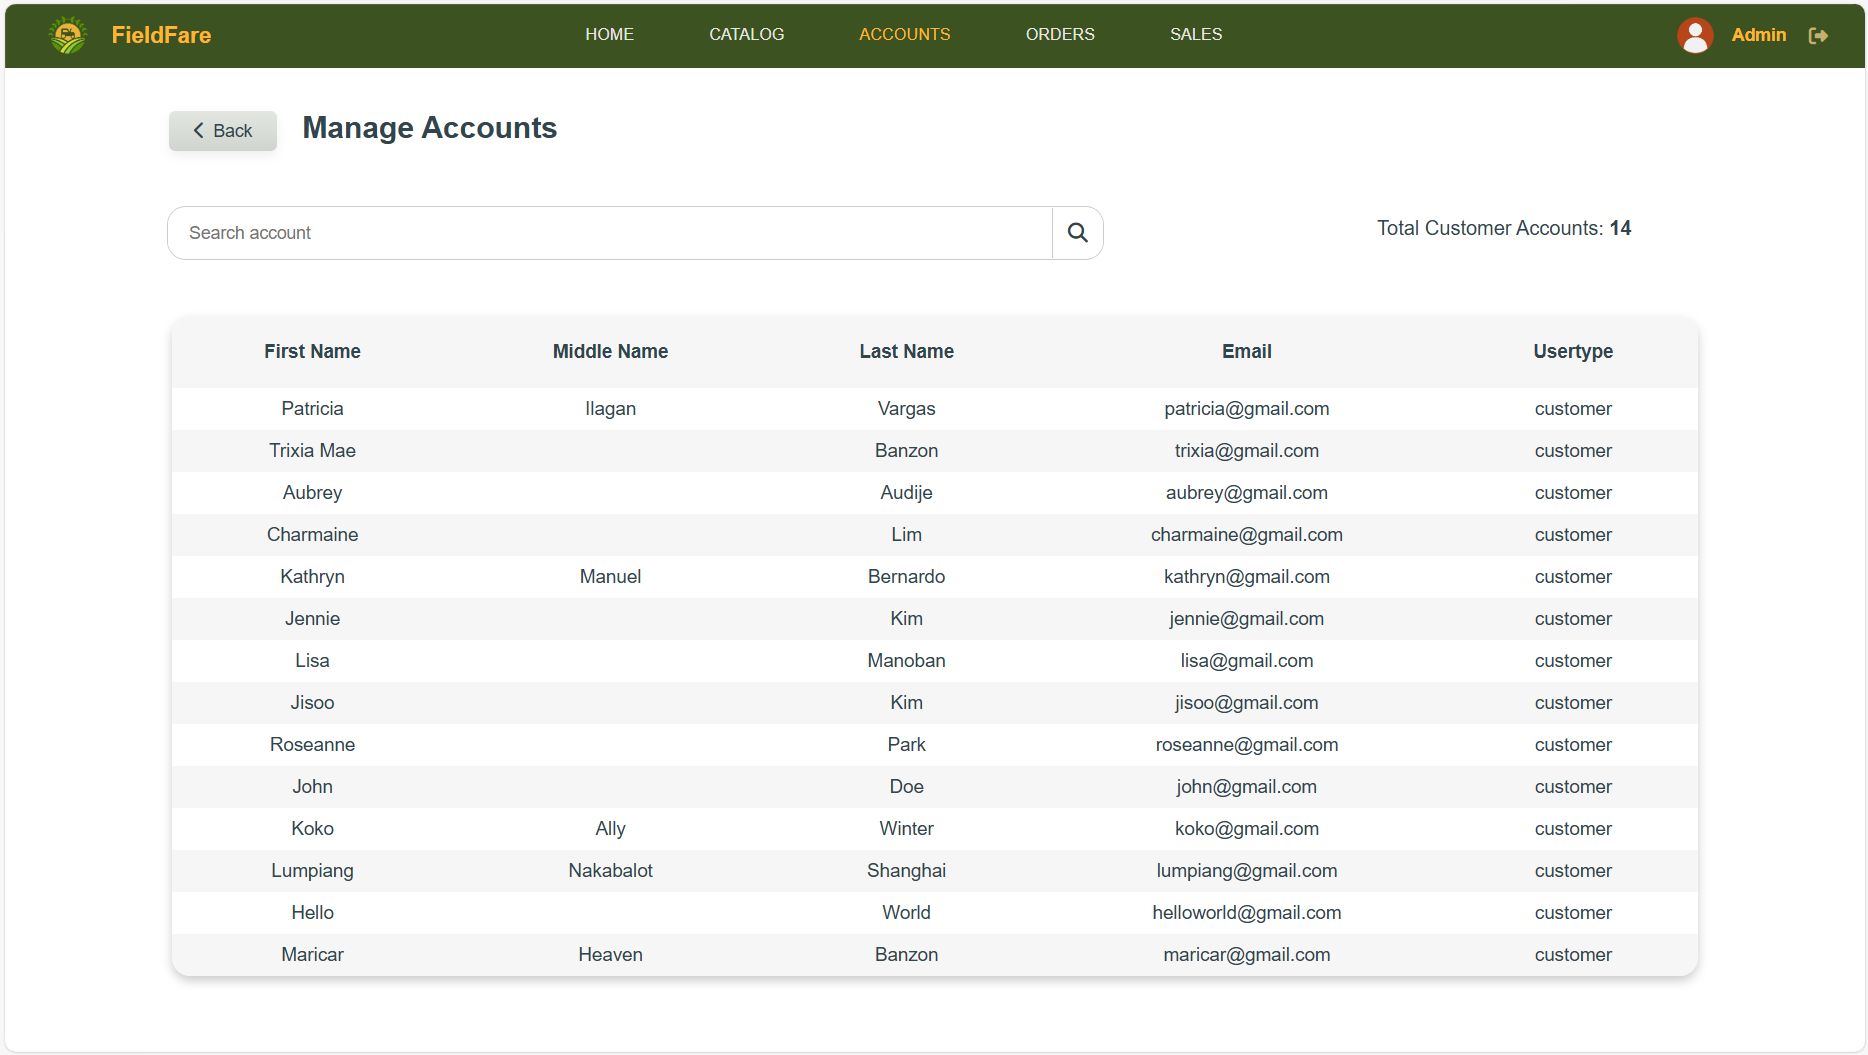 FieldFare HOME CATALOG ACCOUNTS ORDERS SALES Admin
Back Manage Accounts
Search account Total Customer Accounts: 14
First Name Middle Name Last Name Email Usertype
Patricia Ilagan Vargas patricia@gmail.com customer
Trixia Mae Banzon trixia@gmail.com customer
Aubrey Audije aubrey@gmail.com customer
Charmaine Lim charmaine@gmail.com customer
Kathryn Manuel Bernardo kathryn@gmail.com customer
Jennie Kim jennie@gmail.com customer
Lisa Manoban lisa@gmail.com customer
Jisoo Kim jisoo@gmail.com customer
Roseanne Park roseanne@gmail.com customer
John Doe john@gmail.com customer
Koko Ally Winter koko@gmail.com customer
Lumpiang Nakabalot Shanghai lumpiang@gmail.com customer
Hello World helloworld@gmail.com customer
Maricar Heaven Banzon maricar@gmail.com customer